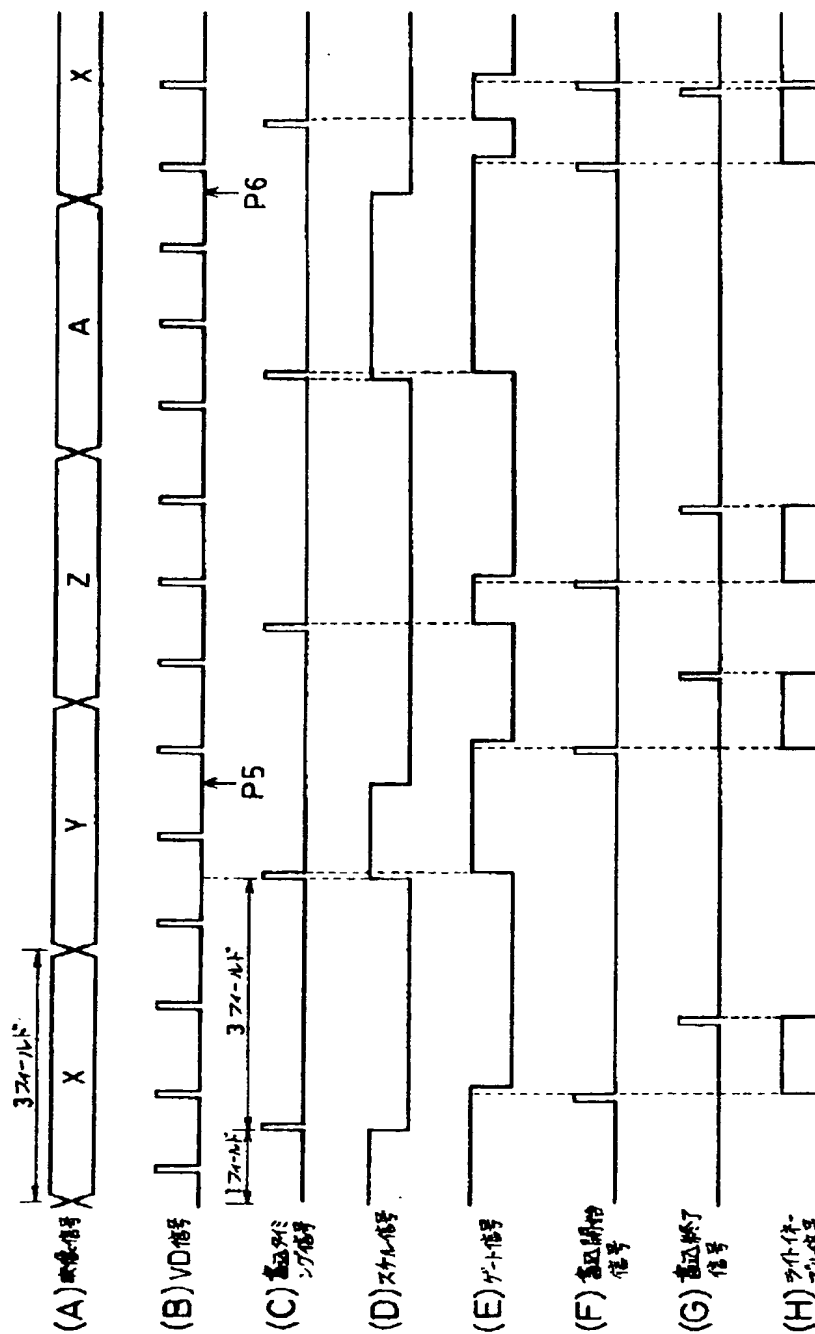 (A)映像信号
3フィールド
X
Y
Z
A
X
(B)VD信号
P5
P6
1フィールド
3フィールド
(C)書込タイミ
ング信号
(D)スチル信号
(E)ゲート信号
(F)書込開始
信号
(G)書込終了
信号
(H)ライトイネー
ブル信号